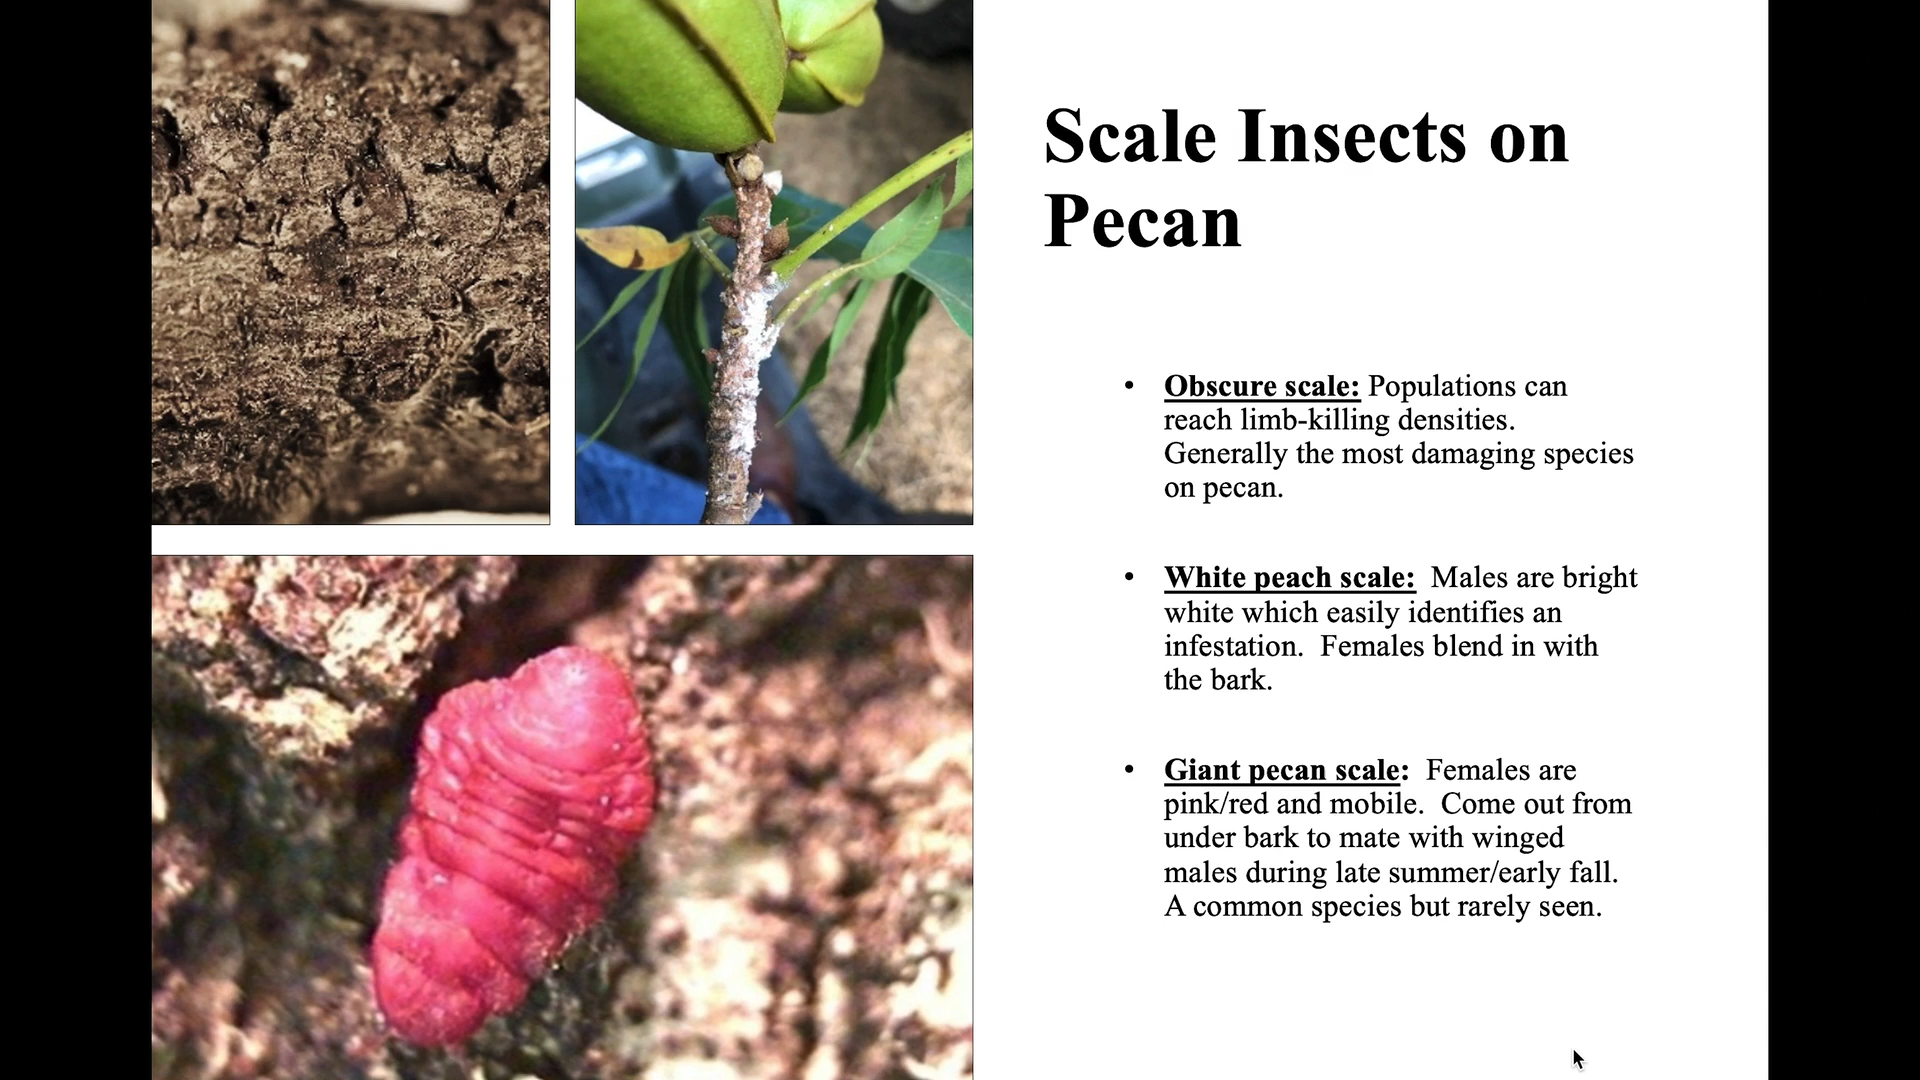 Scale Insects on
Pecan
• Obscure scale: Populations can
reach limb-killing densities.
Generally the most damaging species
on pecan.
• White peach scale:  Males are bright
white which easily identifies an
infestation.  Females blend in with
the bark.
• Giant pecan scale:  Females are
pink/red and mobile.  Come out from
under bark to mate with winged
males during late summer/early fall.
A common species but rarely seen.